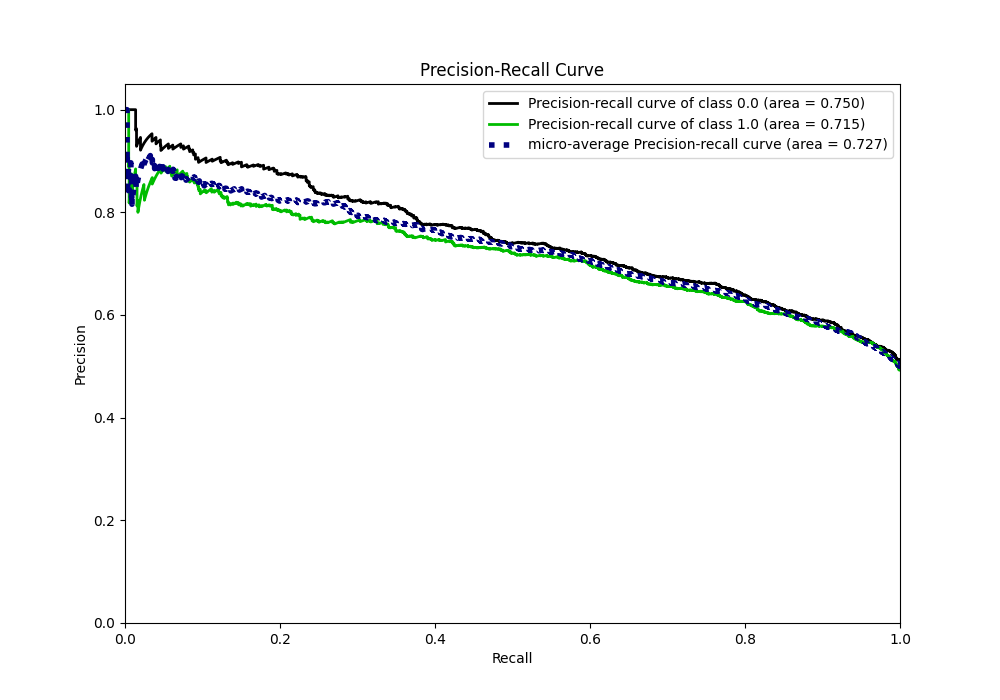 Precision-Recall Curve
Precision-recall curve of class 0.0 (area = 0.750)
Precision-recall curve of class 1.0 (area = 0.715)
micro-average Precision-recall curve (area = 0.727)
1.0
0.8
0.6
0.4
0.2
0.0
Precision
0.0 0.2 0.4 0.6 0.8 1.0
Recall